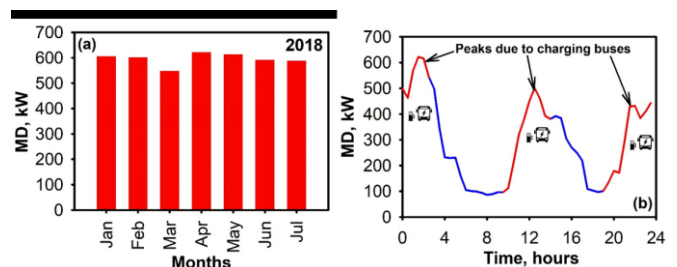 (a)
2018
700
600
500
400
300
200
100
0
MD, kW
Jan
Feb
Mar
Apr
May
Jun
Jul
Months
700
600
500
400
300
200
100
0
MD, kW
Peaks due to charging buses
(b)
0 4 8 12 16 20 24
Time, hours